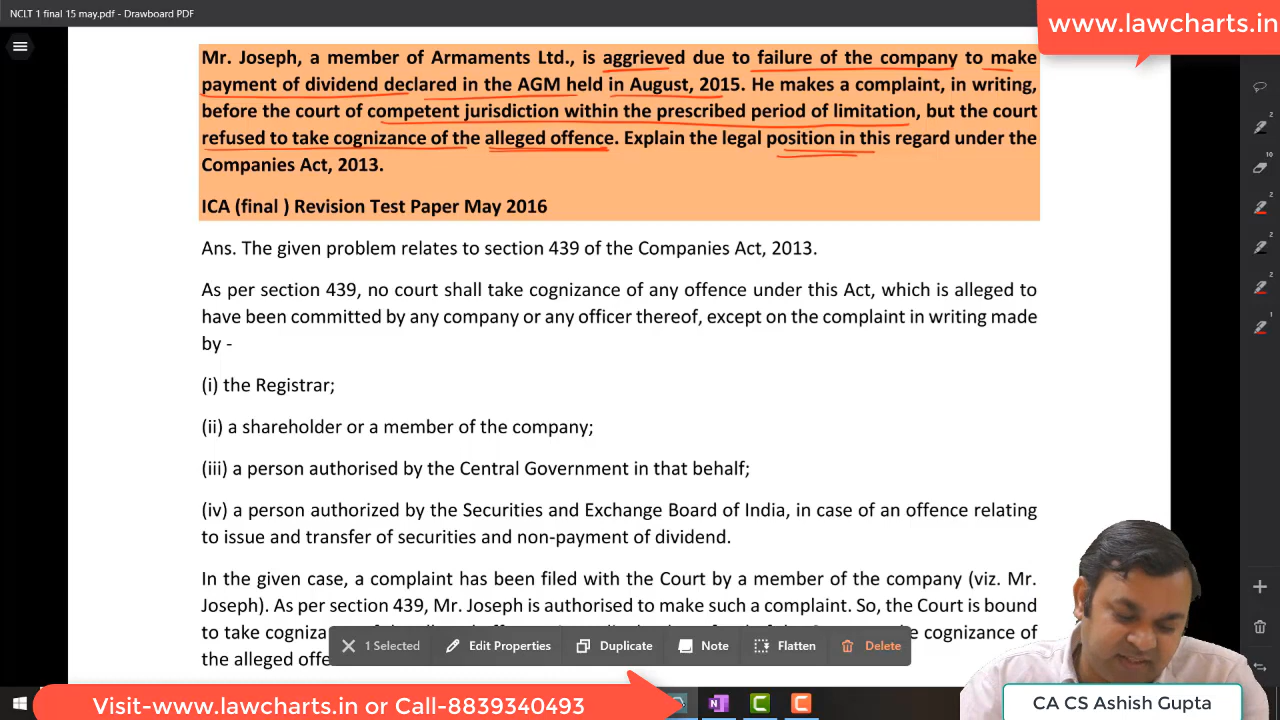 NCLT 1 final 15 may.pdf - Drawboard PDF
www.lawcharts.in
Mr. Joseph, a member of Armaments Ltd., is aggrieved due to failure of the company to make
payment of dividend declared in the AGM held in August, 2015. He makes a complaint, in writing,
before the court of competent jurisdiction within the prescribed period of limitation, but the court
refused to take cognizance of the alleged offence. Explain the legal position in this regard under the
Companies Act, 2013.
ICA (final ) Revision Test Paper May 2016
Ans. The given problem relates to section 439 of the Companies Act, 2013.
As per section 439, no court shall take cognizance of any offence under this Act, which is alleged to
have been committed by any company or any officer thereof, except on the complaint in writing made
by -
(i) the Registrar;
(ii) a shareholder or a member of the company;
(iii) a person authorised by the Central Government in that behalf;
(iv) a person authorized by the Securities and Exchange Board of India, in case of an offence relating
to issue and transfer of securities and non-payment of dividend.
In the given case, a complaint has been filed with the Court by a member of the company (viz. Mr.
Joseph). As per section 439, Mr. Joseph is authorised to make such a complaint. So, the Court is bound
to take cogniza cognizance of
the alleged offe
1 Selected Edit Properties Duplicate Note Flatten Delete
2
10
2
2
2
1
Visit-www.lawcharts.in or Call-8839340493
CA CS Ashish Gupta